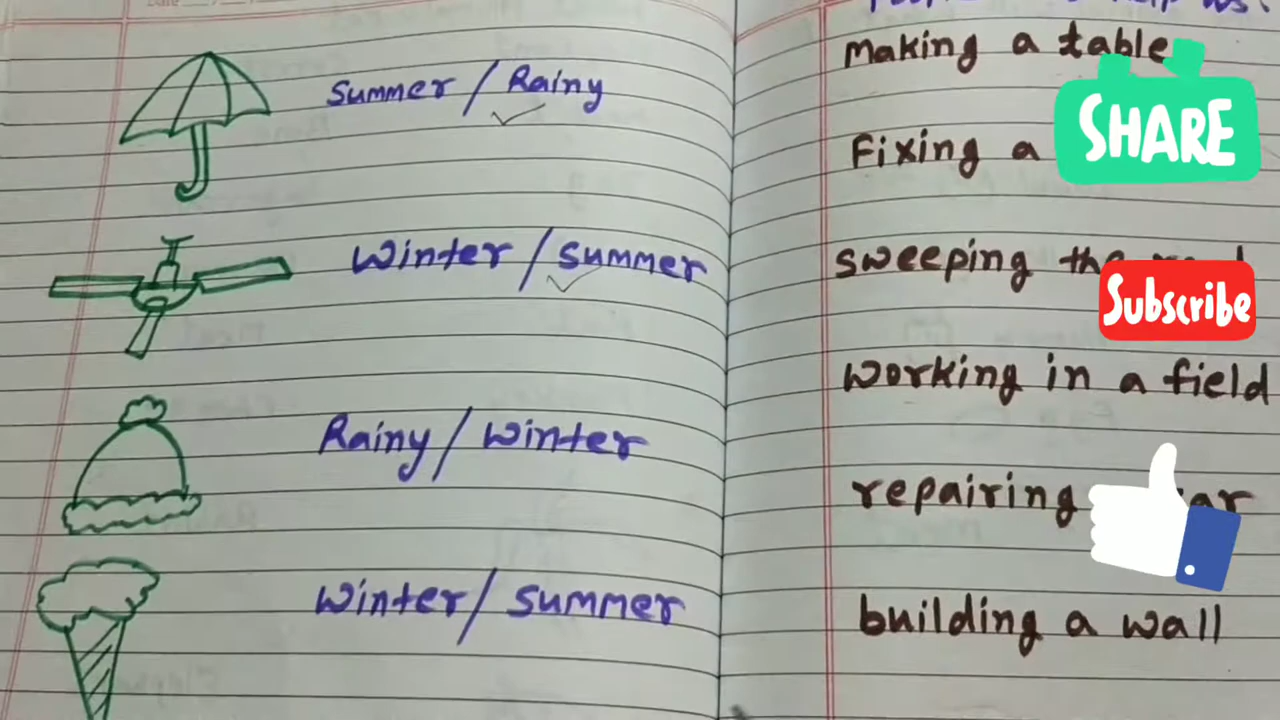 Summer / Rainy
Winter / Summer
Rainy / Winter
Winter / Summer
Making a table
Fixing a
sweeping the
working in a field
repairing
building a wall
SHARE
Subscribe